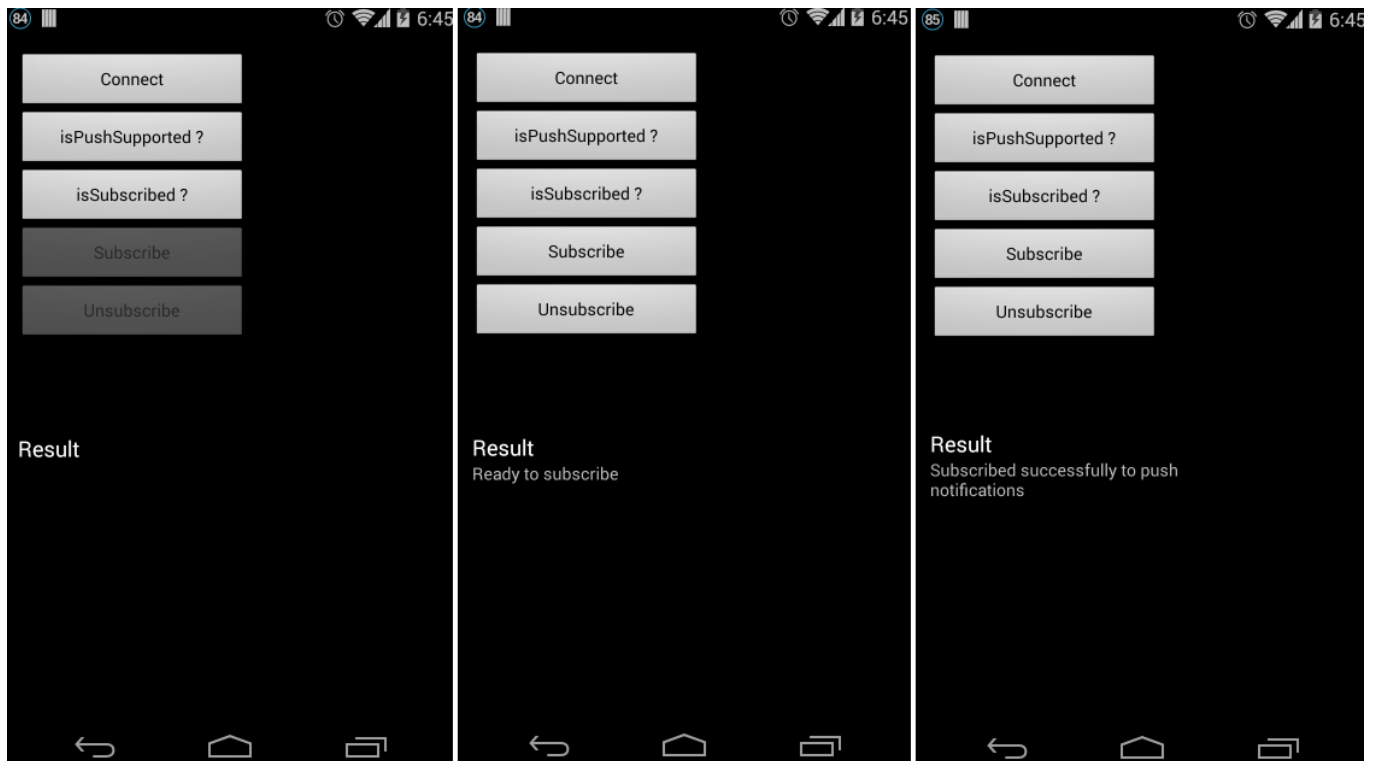 84 6:45
Connect
isPushSupported ?
isSubscribed ?
Subscribe
Unsubscribe
Result
84 6:45
Connect
isPushSupported ?
isSubscribed ?
Subscribe
Unsubscribe
Result
Ready to subscribe
85 6:45
Connect
isPushSupported ?
isSubscribed ?
Subscribe
Unsubscribe
Result
Subscribed successfully to push
notifications